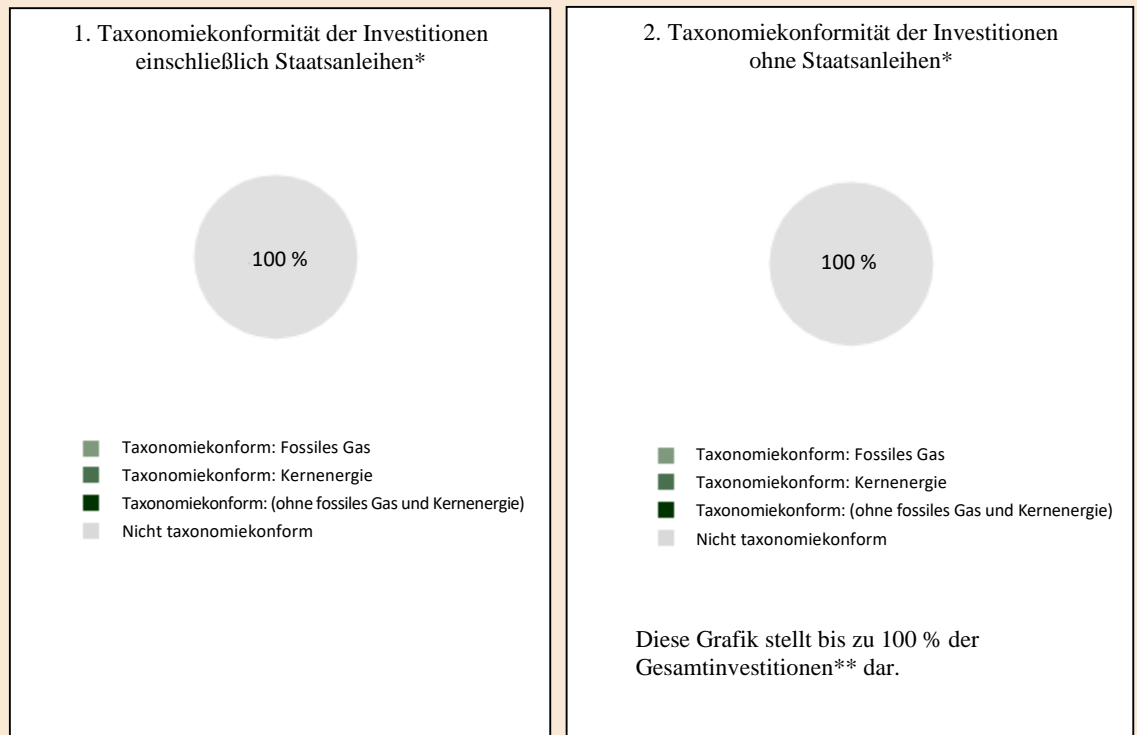 1. Taxonomiekonformität der Investitionen
einschließlich Staatsanleihen*
100 %
Taxonomiekonform: Fossiles Gas
Taxonomiekonform: Kernenergie
Taxonomiekonform: (ohne fossiles Gas und Kernenergie)
Nicht taxonomiekonform
2. Taxonomiekonformität der Investitionen
ohne Staatsanleihen*
100 %
Taxonomiekonform: Fossiles Gas
Taxonomiekonform: Kernenergie
Taxonomiekonform: (ohne fossiles Gas und Kernenergie)
Nicht taxonomiekonform
Diese Grafik stellt bis zu 100 % der
Gesamtinvestitionen** dar.